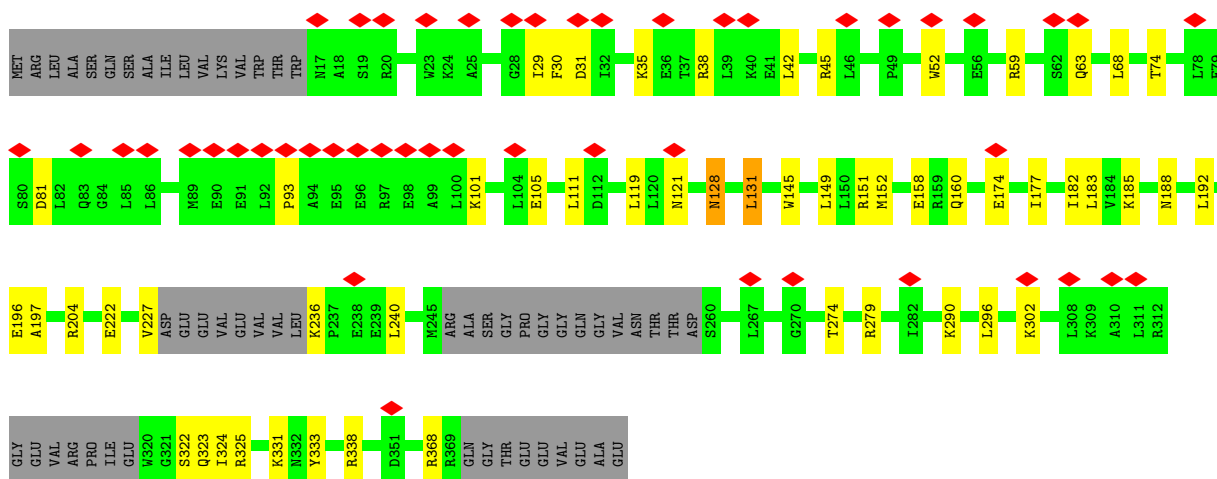 MET ARG LEU ALA SER GLN SER ALA ILE LEU VAL LYS VAL TRP THR TRP N17 A18 S19 R20 W23 K24 A25 G28 I29 F30 D31 I32 K35 E36 T37 R38 L39 K40 E41 L42 R45 L46 P49 W52 E56 R59 S62 Q63 L68 T74 L78 E79
S80 D81 L82 Q83 G84 L85 L86 M89 E90 E91 L92 P93 A94 E95 E96 R97 E98 A99 L100 K101 L104 E105 L111 D112 L119 L120 N121 N128 L131 W145 L149 L150 R151 M152 E158 R159 Q160 E174 I177 I182 L183 V184 K185 N188 L192
E196 A197 R204 E222 V227 ASP GLU GLU VAL GLU VAL VAL LEU K236 P237 E238 E239 L240 M245 ARG ALA SER GLY PRO GLY GLY GLN GLY VAL ASN THR THR ASP S260 L267 G270 T274 R279 I282 K290 L296 K302 L308 K309 A310 L311 R312
GLY GLU VAL ARG PRO ILE GLU W320 G321 S322 Q323 I324 R325 K331 N332 Y333 R338 D351 R368 R369 GLN GLY THR GLU GLU VAL GLU ALA GLU